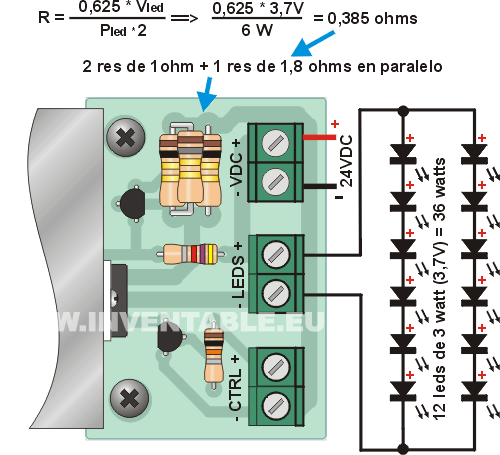 R = 0,625 * Vled / Pled * 2 ==> 0,625 * 3,7V / 6 W = 0,385 ohms
2 res de 1ohm + 1 res de 1,8 ohms en paralelo
- VDC +
+
-
24VDC
- LEDS +
- CTRL +
W.INVENTABLE.EU
12 leds de 3 watt (3,7V) = 36 watts
+ +
+ +
+ +
+ +
+ +
+ +